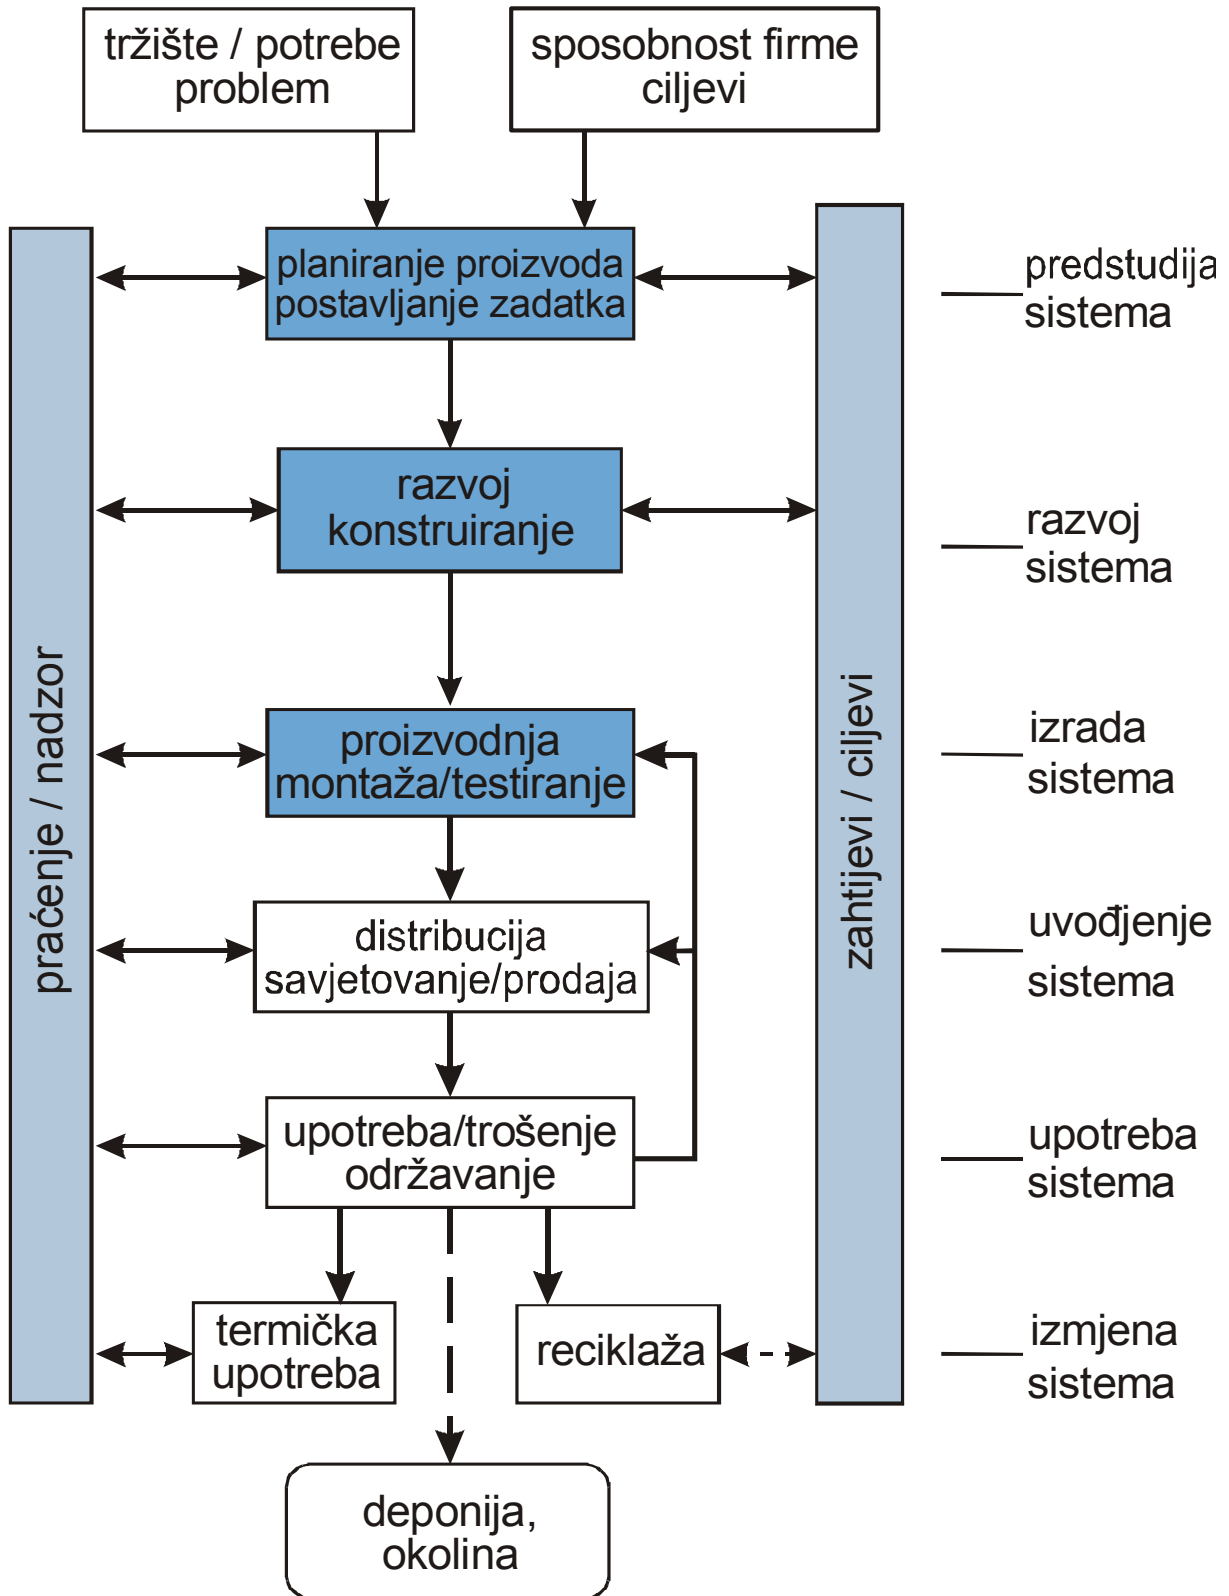 tržište / potrebe
problem
sposobnost firme
ciljevi
planiranje proizvoda
postavljanje zadatka
predstudija
sistema
razvoj
konstruiranje
razvoj
sistema
praćenje / nadzor
zahtijevi / ciljevi
proizvodnja
montaža/testiranje
izrada
sistema
distribucija
savjetovanje/prodaja
uvođjenje
sistema
upotreba/trošenje
održavanje
upotreba
sistema
termička
upotreba
reciklaža
izmjena
sistema
deponija,
okolina